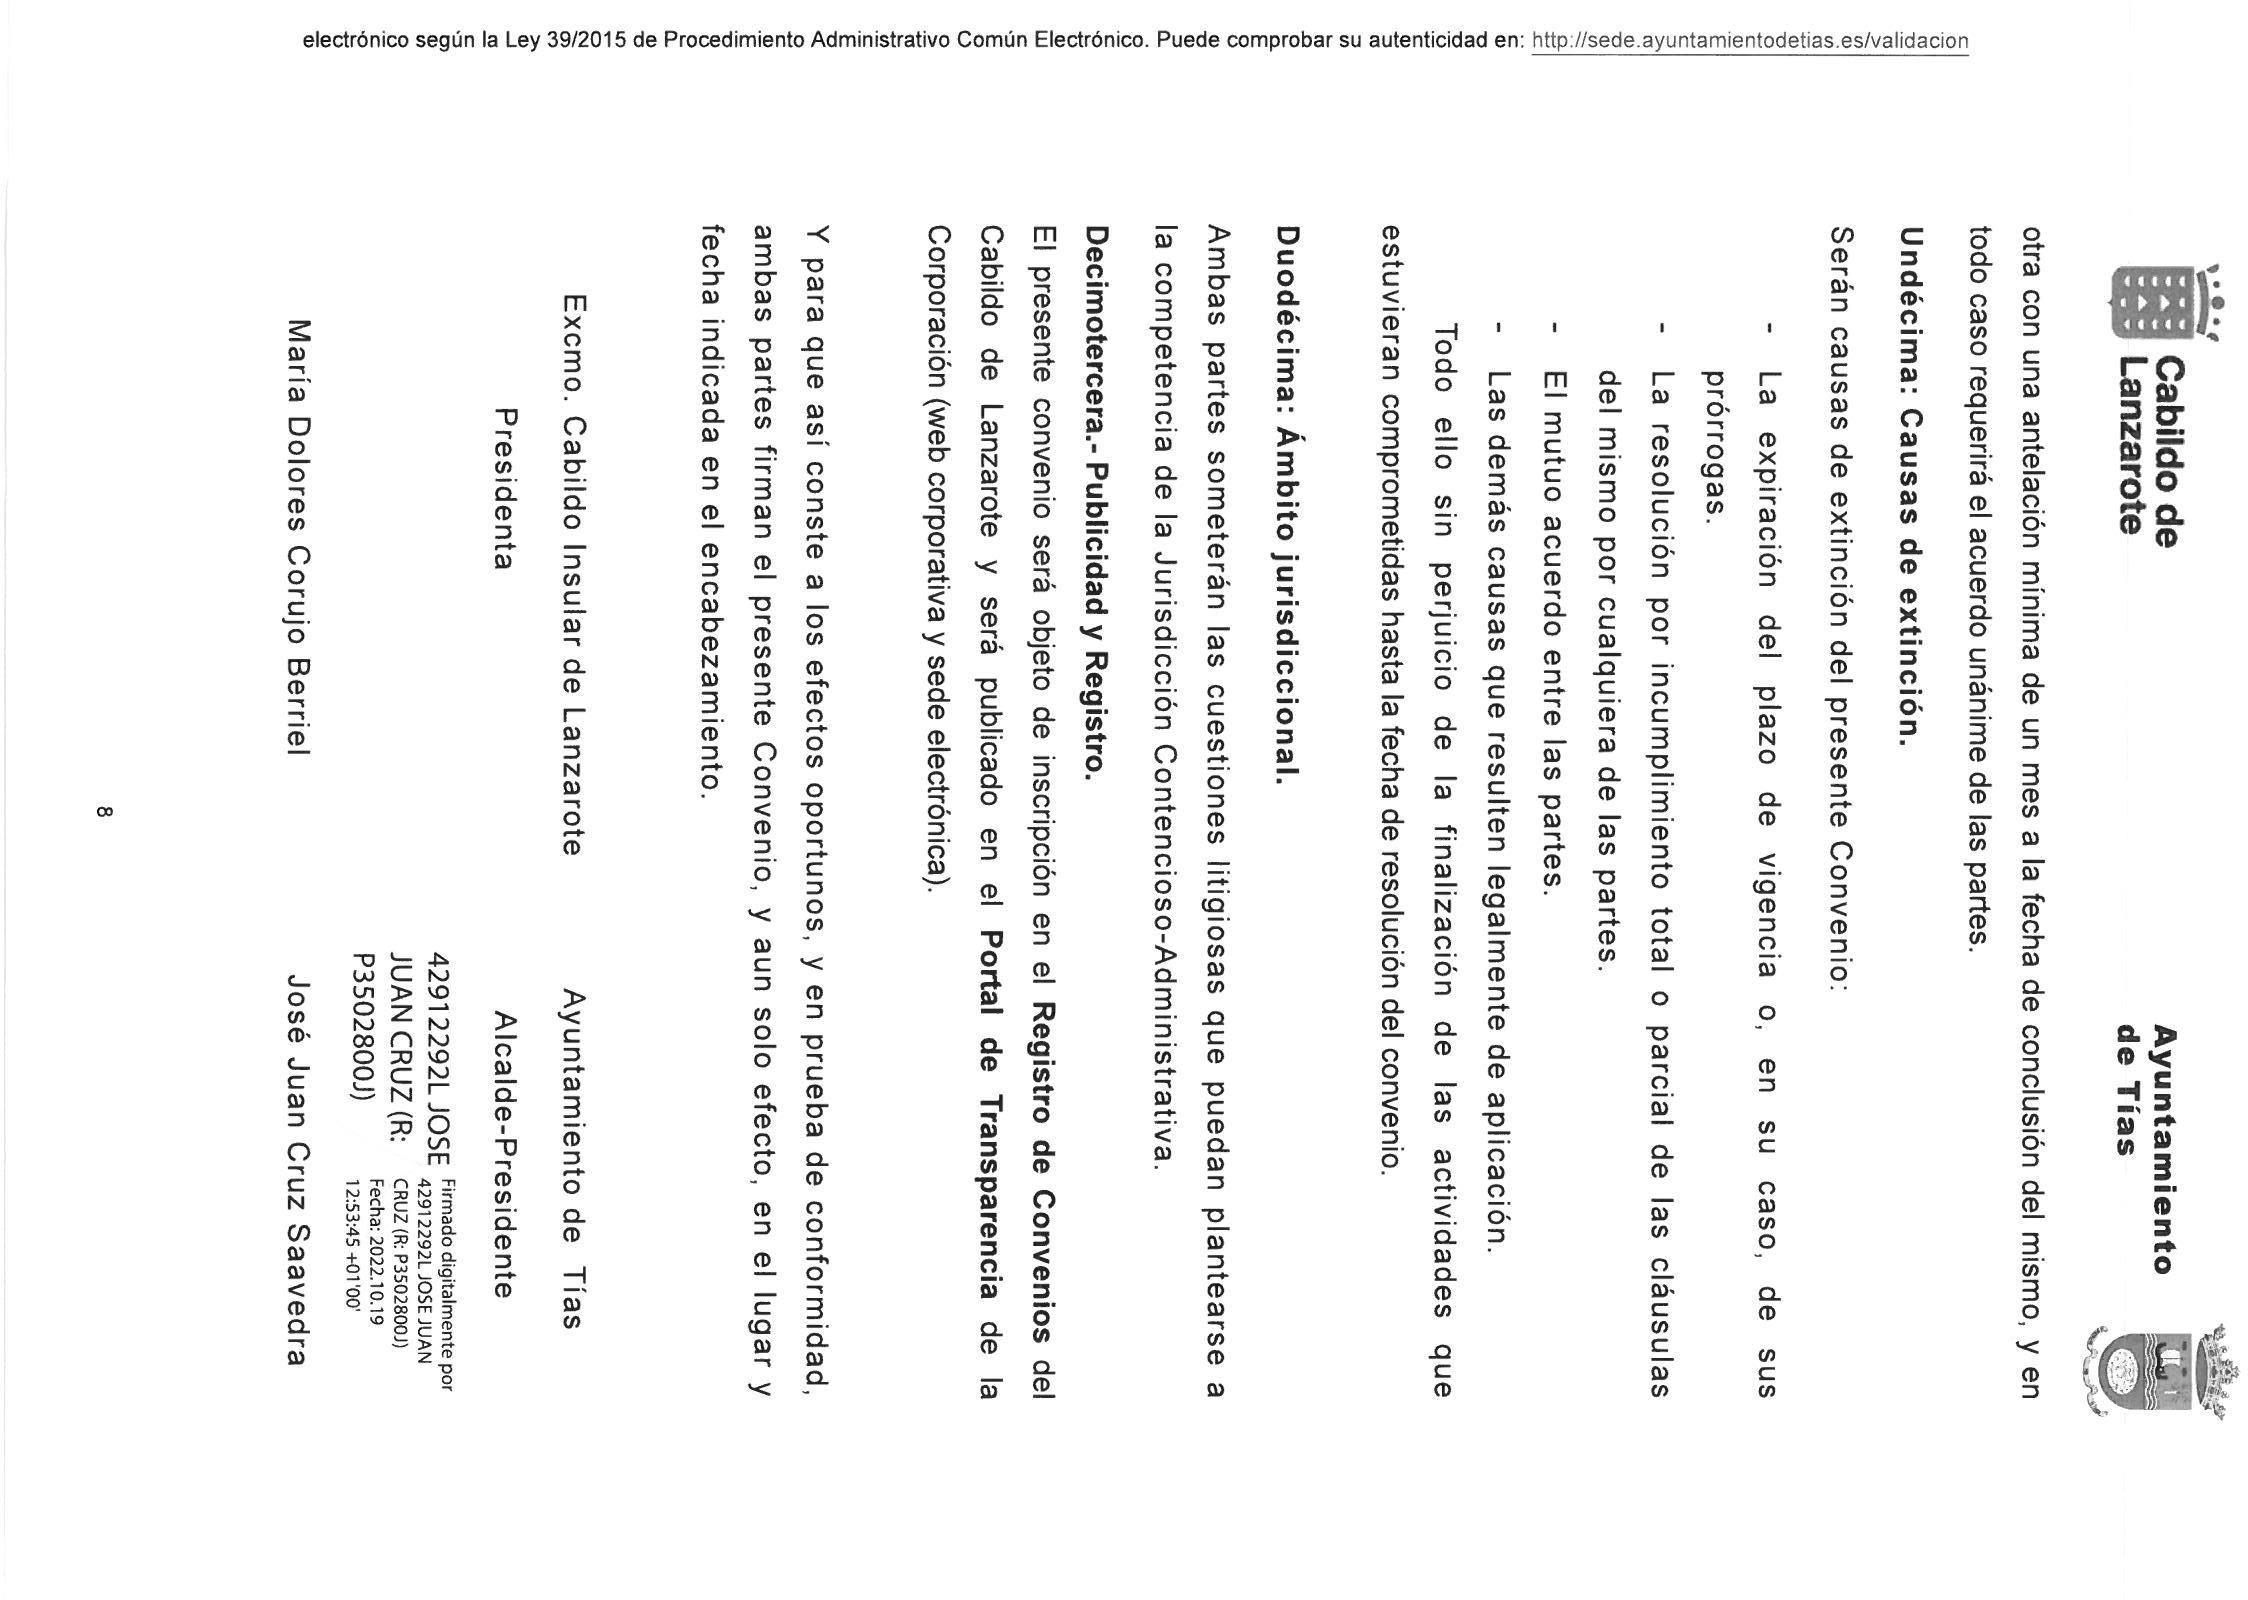 electrónico según la Ley 39/2015 de Procedimiento Administrativo Común Electrónico. Puede comprobar su autenticidad en: http://sede.ayuntamientodetias.es/validacion
Cabildo de
Lanzarote
Ayuntamiento
de Tías
otra con una antelación mínima de un mes a la fecha de conclusión del mismo, y en
todo caso requerirá el acuerdo unánime de las partes.
Undécima: Causas de extinción.
Serán causas de extinción del presente Convenio:
- La expiración del plazo de vigencia o, en su caso, de sus
prórrogas.
- La resolución por incumplimiento total o parcial de las cláusulas
del mismo por cualquiera de las partes.
- El mutuo acuerdo entre las partes.
- Las demás causas que resulten legalmente de aplicación.
Todo ello sin perjuicio de la finalización de las actividades que
estuvieran comprometidas hasta la fecha de resolución del convenio.
Duodécima: Ámbito jurisdiccional.
Ambas partes someterán las cuestiones litigiosas que puedan plantearse a
la competencia de la Jurisdicción Contencioso-Administrativa.
Decimotercera.- Publicidad y Registro.
El presente convenio será objeto de inscripción en el Registro de Convenios del
Cabildo de Lanzarote y será publicado en el Portal de Transparencia de la
Corporación (web corporativa y sede electrónica).
Y para que así conste a los efectos oportunos, y en prueba de conformidad,
ambas partes firman el presente Convenio, y aun solo efecto, en el lugar y
fecha indicada en el encabezamiento.
Excmo. Cabildo Insular de Lanzarote
Ayuntamiento de Tías
Presidenta
Alcalde-Presidente
42912292L JOSE
JUAN CRUZ (R:
P3502800J)
Firmado digitalmente por
42912292L JOSE JUAN
CRUZ (R: P3502800J)
Fecha: 2022.10.19
12:53:45 +01'00'
María Dolores Corujo Berriel
José Juan Cruz Saavedra
8